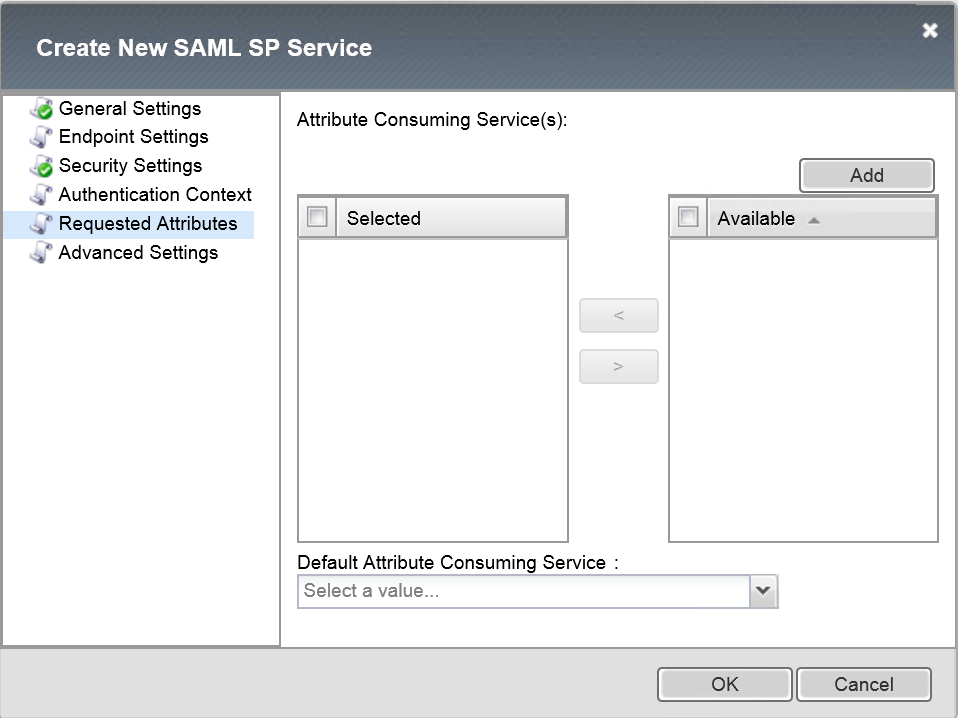 Create New SAML SP Service
General Settings
Endpoint Settings
Security Settings
Authentication Context
Requested Attributes
Advanced Settings
Attribute Consuming Service(s):
Add
Selected
Available
<
>
Default Attribute Consuming Service :
Select a value...
OK
Cancel